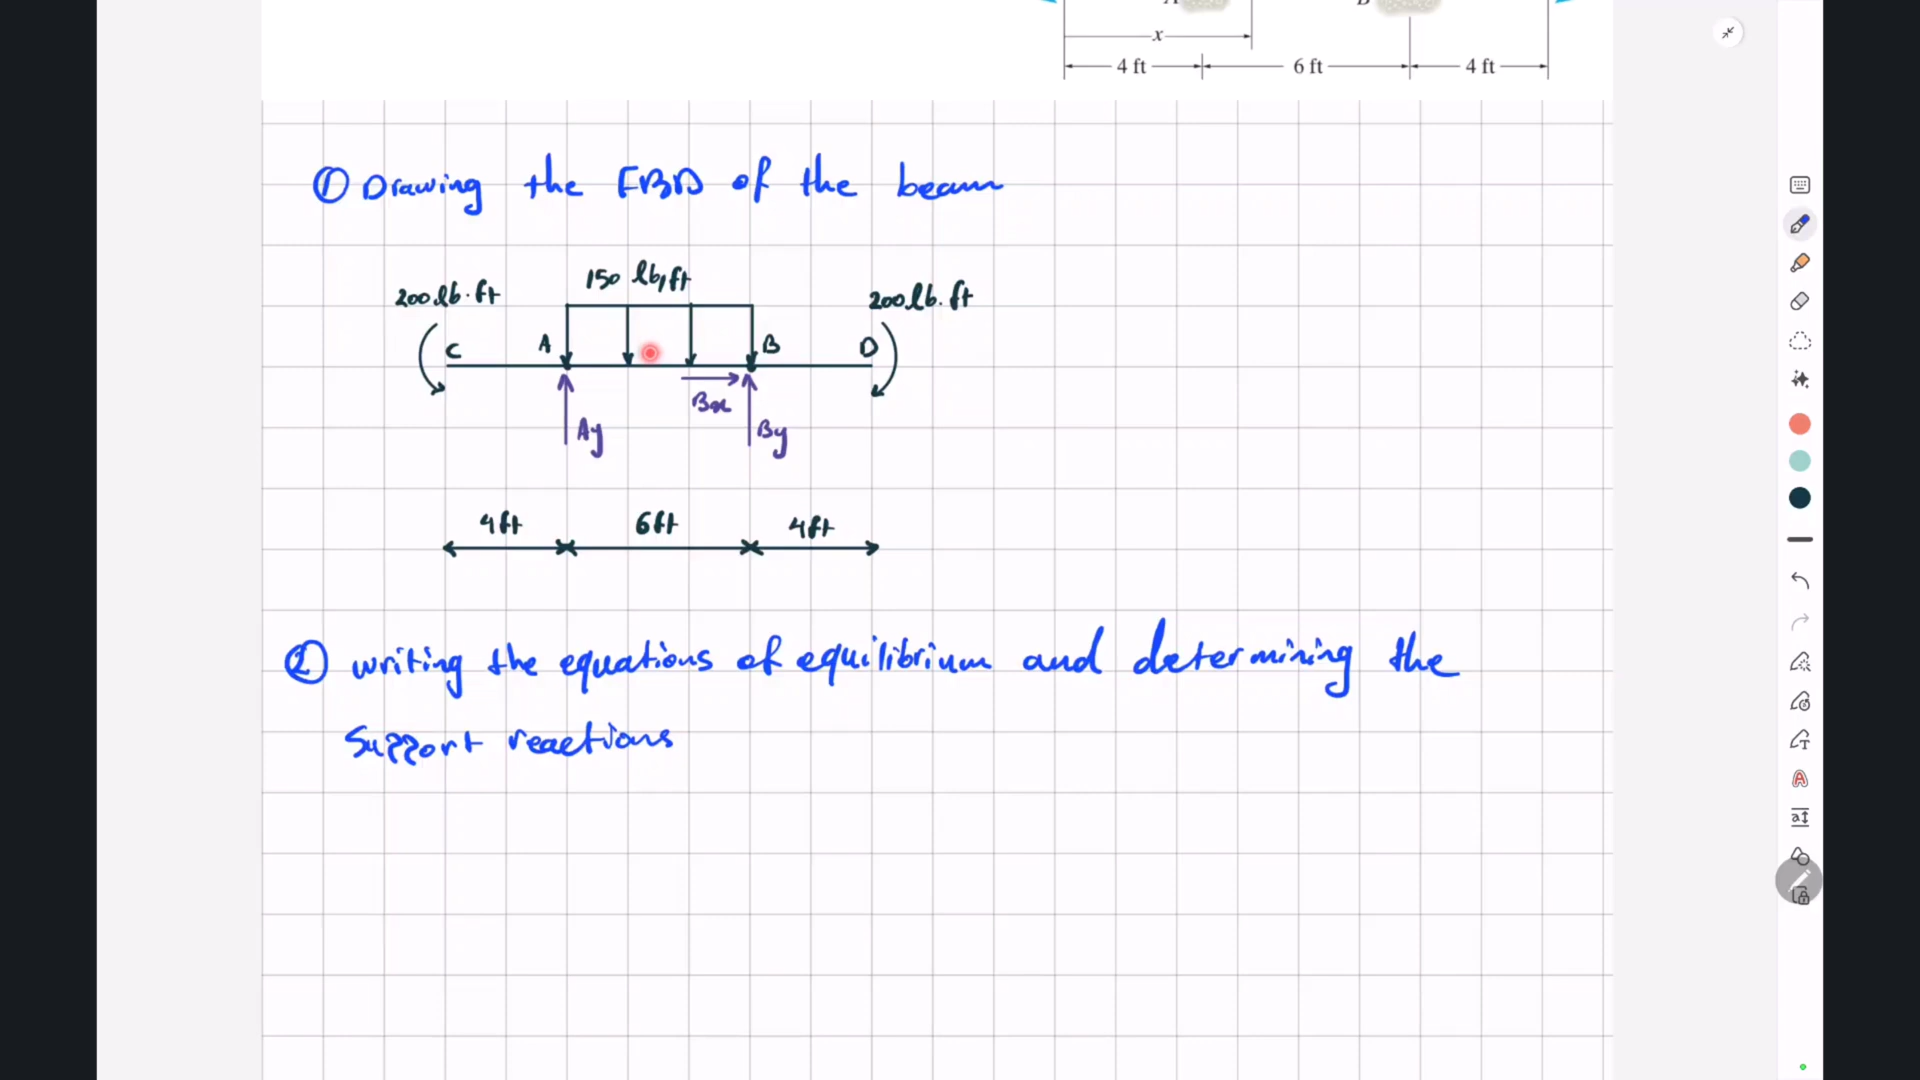 x
4 ft 6 ft 4 ft
① Drawing the FBD of the beam
150 lb/ft
200 lb.ft 200 lb.ft
C A B D
Bx
Ay By
4ft 6ft 4ft
② writing the equations of equilibrium and determining the
support reactions